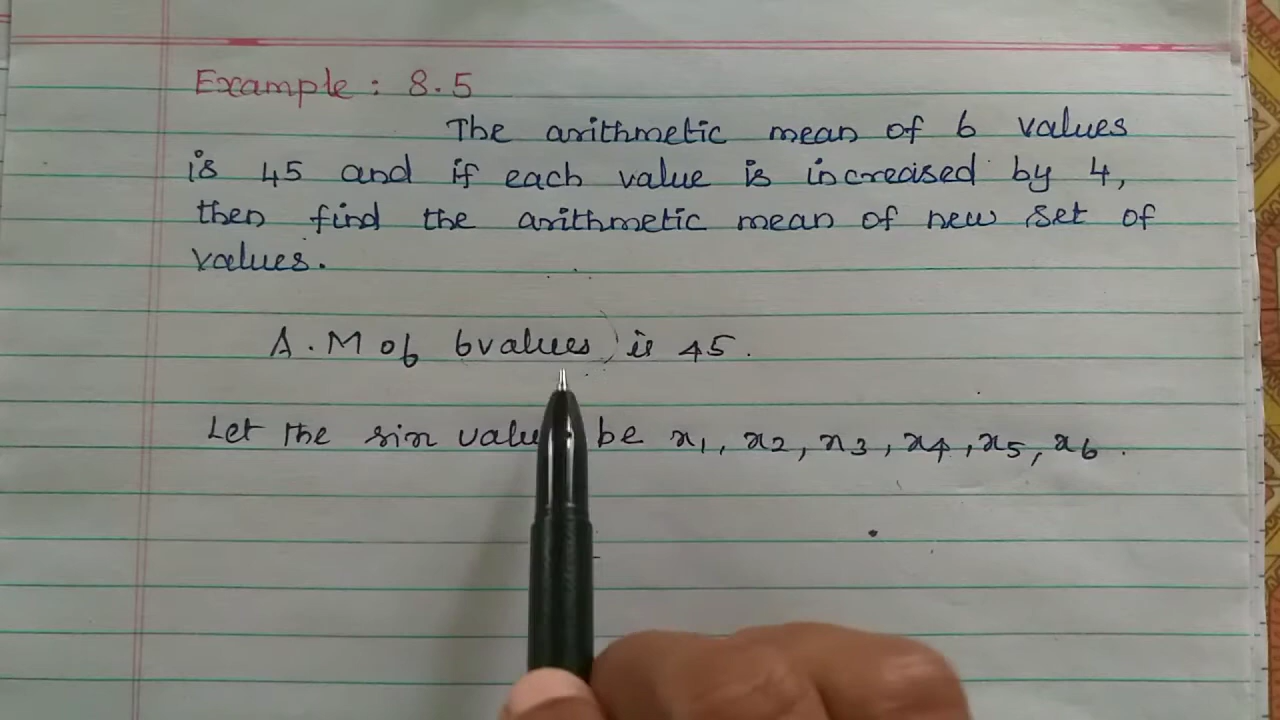 Example : 8.5
The arithmetic mean of 6 values
is 45 and if each value is increased by 4,
then find the arithmetic mean of new set of
values.
A.M of 6 values is 45.
Let the six be x1, x2, x3, x4, x5, x6.